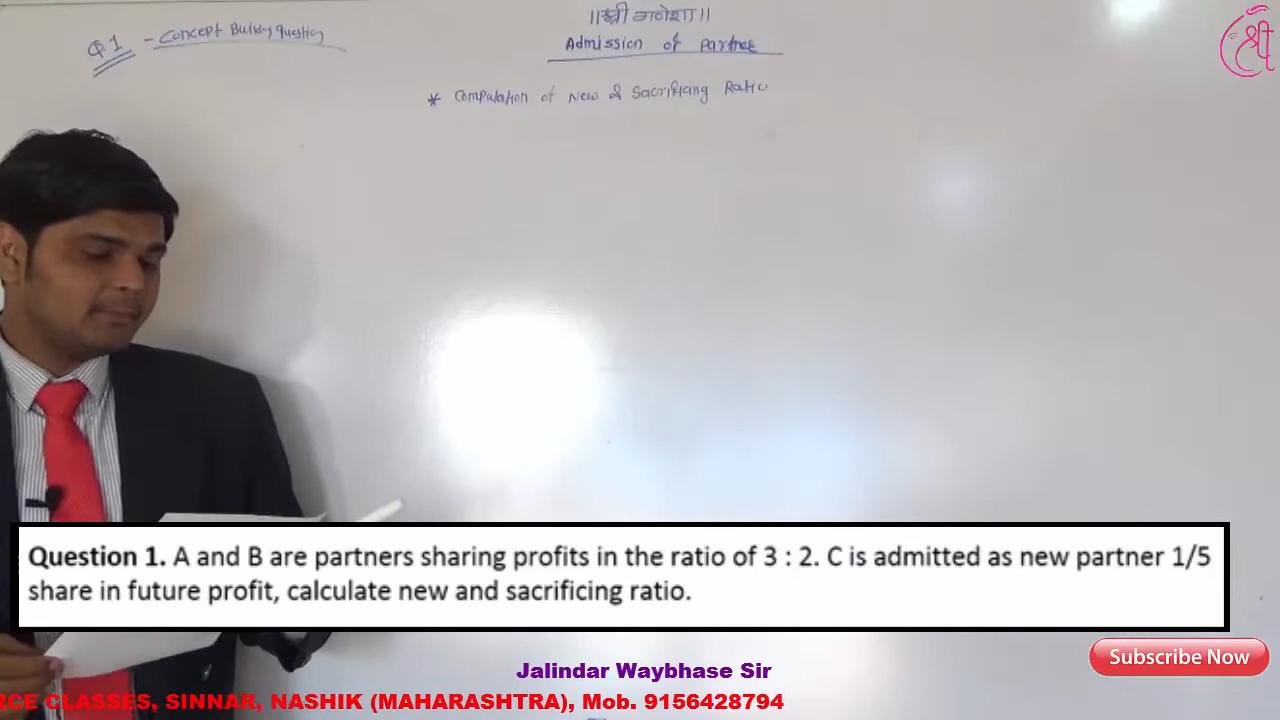 Q 1 - Concept Building Question
॥श्री गणेशा॥
Admission of Partner
* Computation of New & Sacrificing Ratio
श्री
Question 1. A and B are partners sharing profits in the ratio of 3 : 2. C is admitted as new partner 1/5
share in future profit, calculate new and sacrificing ratio.
Subscribe Now
Jalindar Waybhase Sir
RCE CLASSES, SINNAR, NASHIK (MAHARASHTRA), Mob. 9156428794